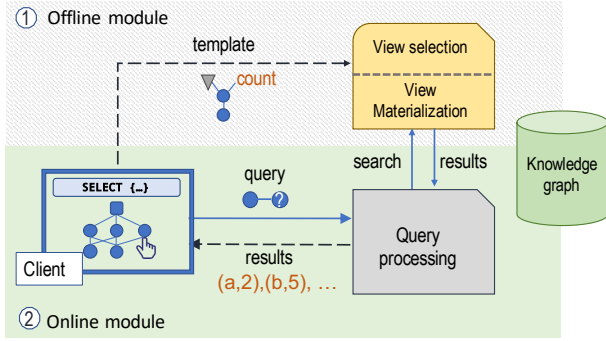 ① Offline module
template
count
View selection
View
Materialization
search
results
Knowledge
graph
SELECT {…}
query
?
Query
processing
Client
results
(a,2),(b,5), …
② Online module